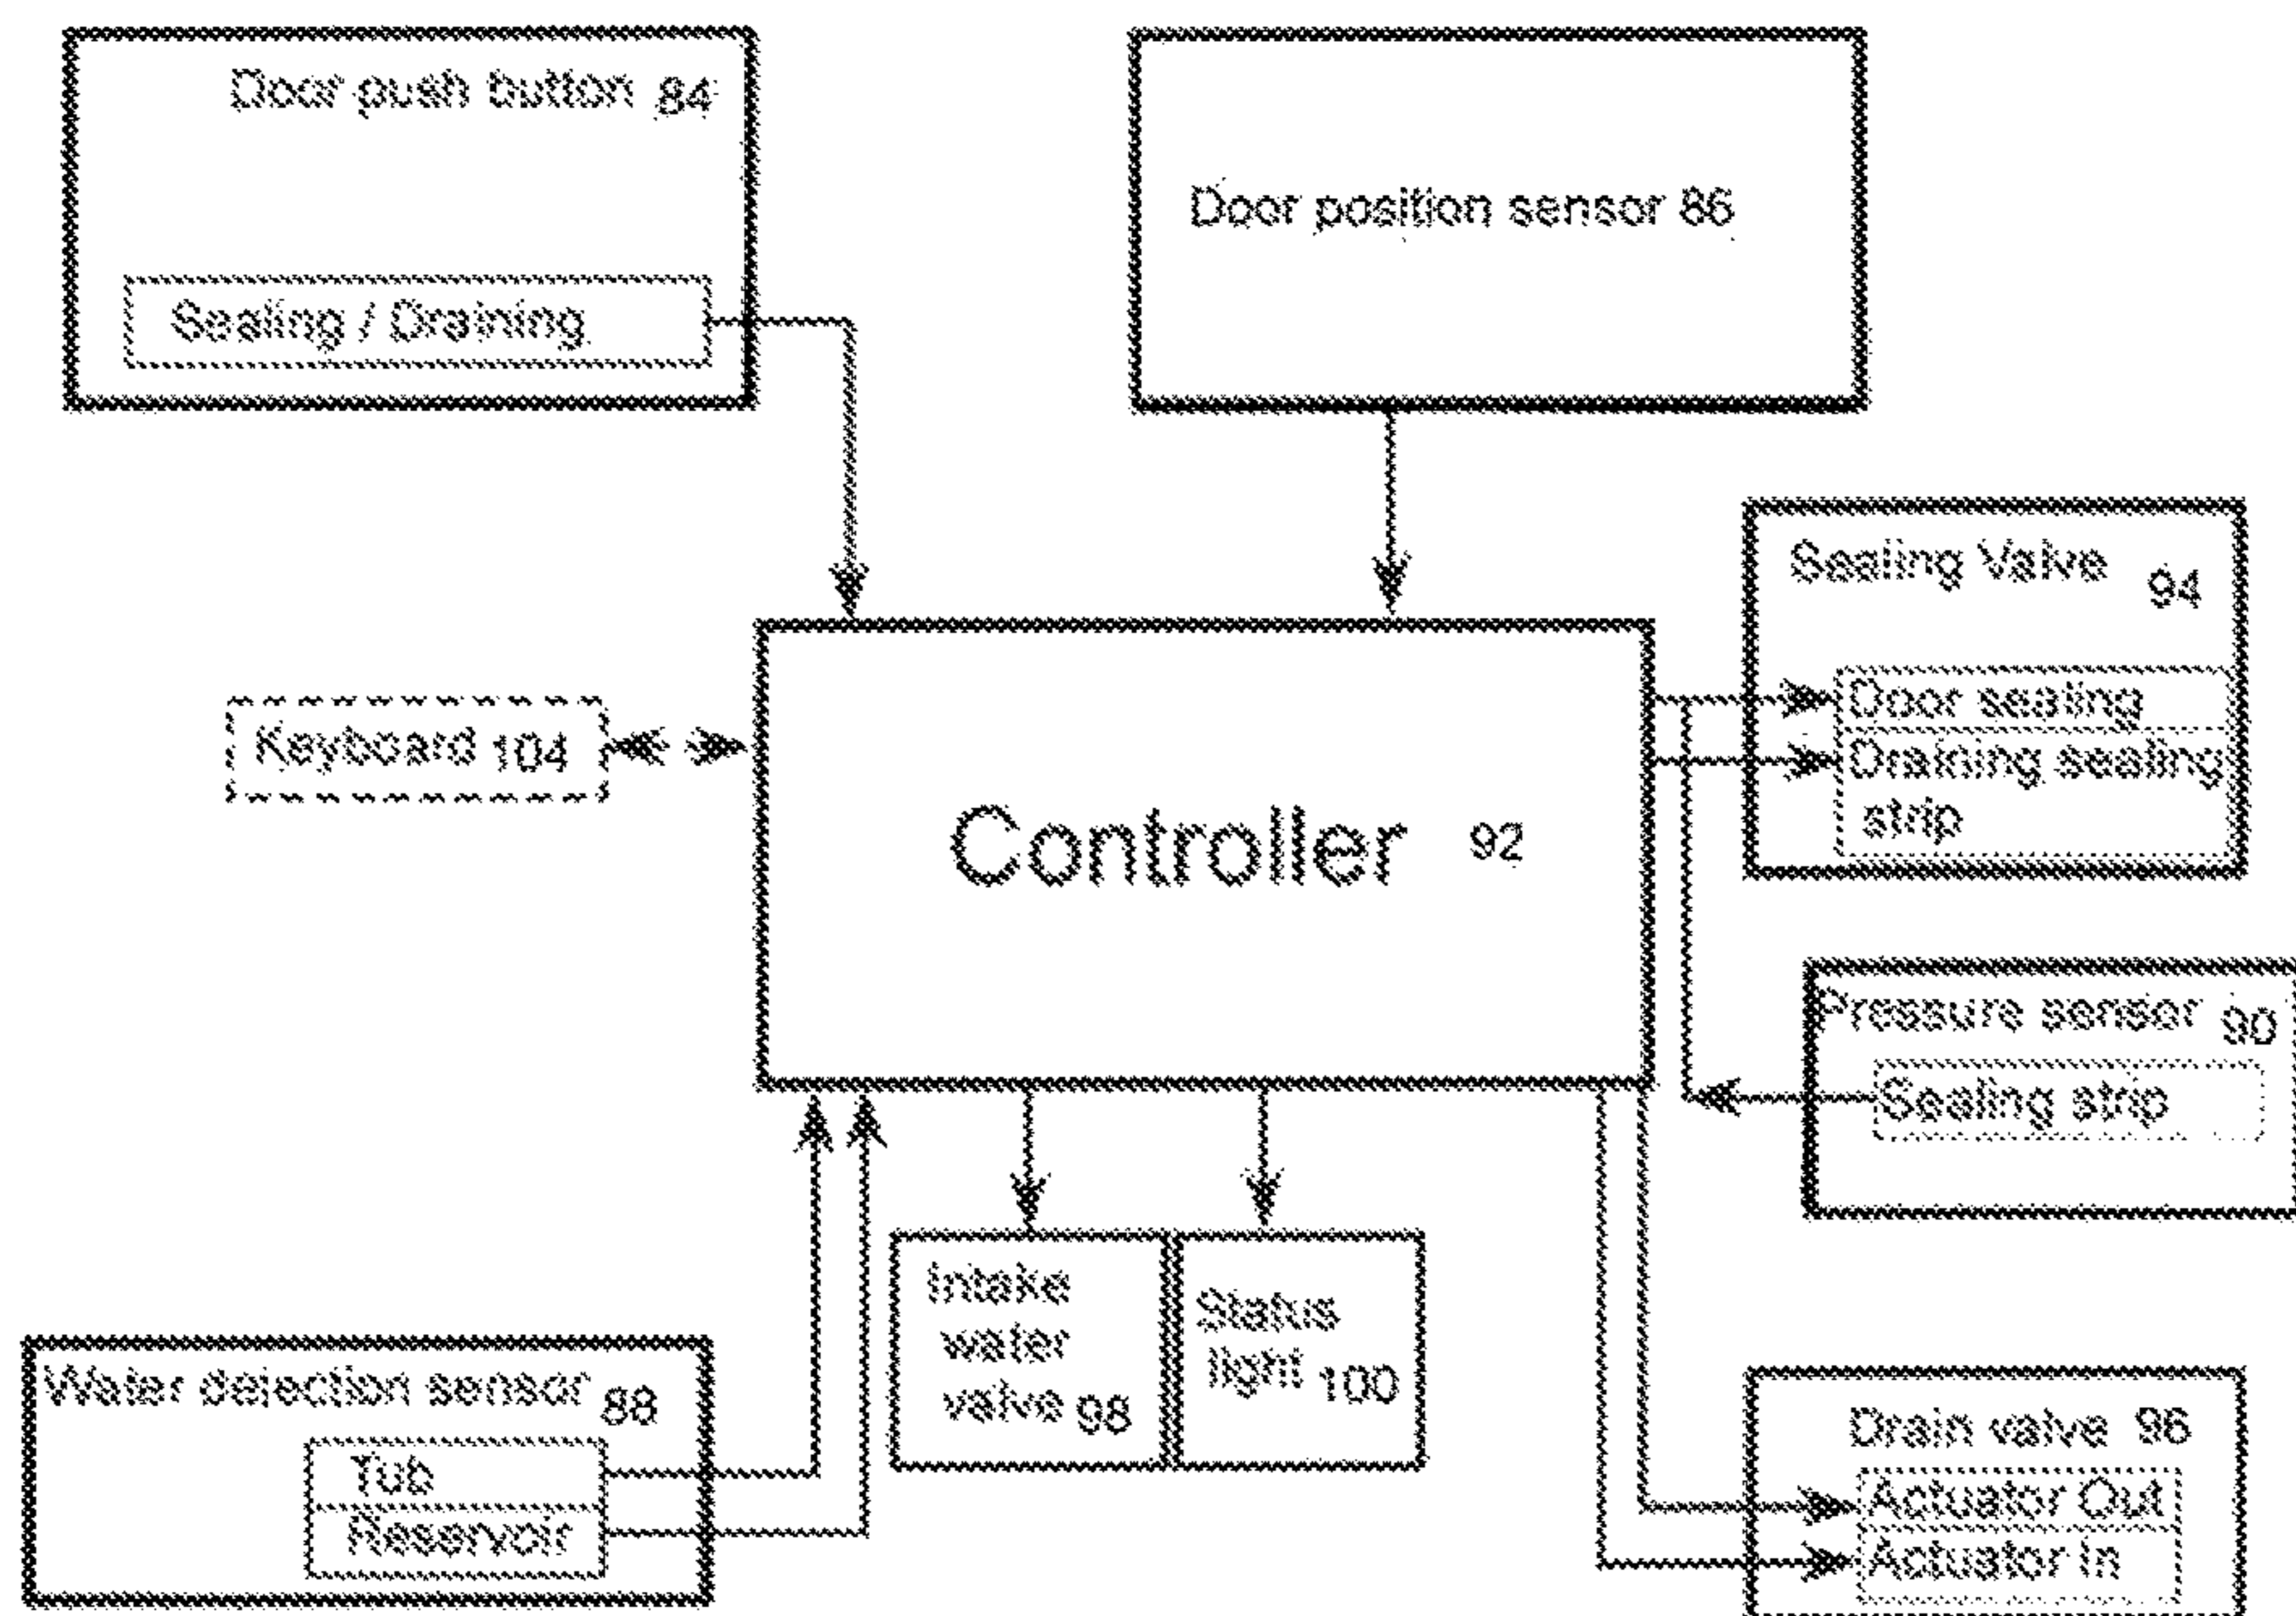 Door push button 84
Sealing / Draining
Door position sensor 86
Sealing Valve 94
Door sealing
Draining sealing
strip
Keyboard 104
Controller 92
Pressure sensor 90
Sealing strip
Intake
water
valve 98
Status
light 100
Water dejection sensor 88
Tub
Reservoir
Drain valve 96
Actuator Out
Actuator In